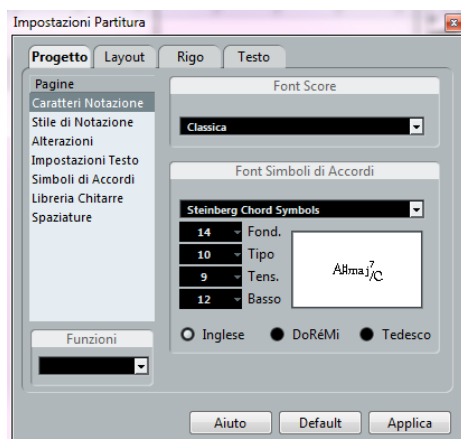 Impostazioni Partitura
Progetto Layout Rigo Testo
Pagine
Caratteri Notazione
Stile di Notazione
Alterazioni
Impostazioni Testo
Simboli di Accordi
Libreria Chitarre
Spaziature
Funzioni
Font Score
Classica
Font Simboli di Accordi
Steinberg Chord Symbols
14 Fond.
10 Tipo
9 Tens.
12 Basso
A#maj7/C
Inglese DoRéMi Tedesco
Aiuto Default Applica